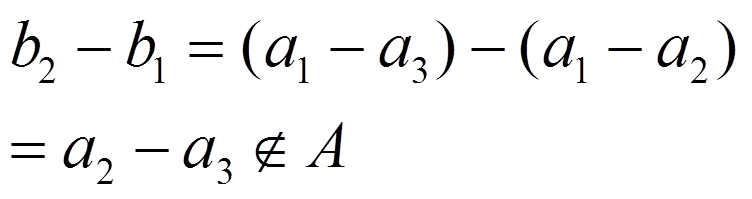 b₂ − b₁ = (a₁ − a₃) − (a₁ − a₂)
= a₂ − a₃ ∉ A